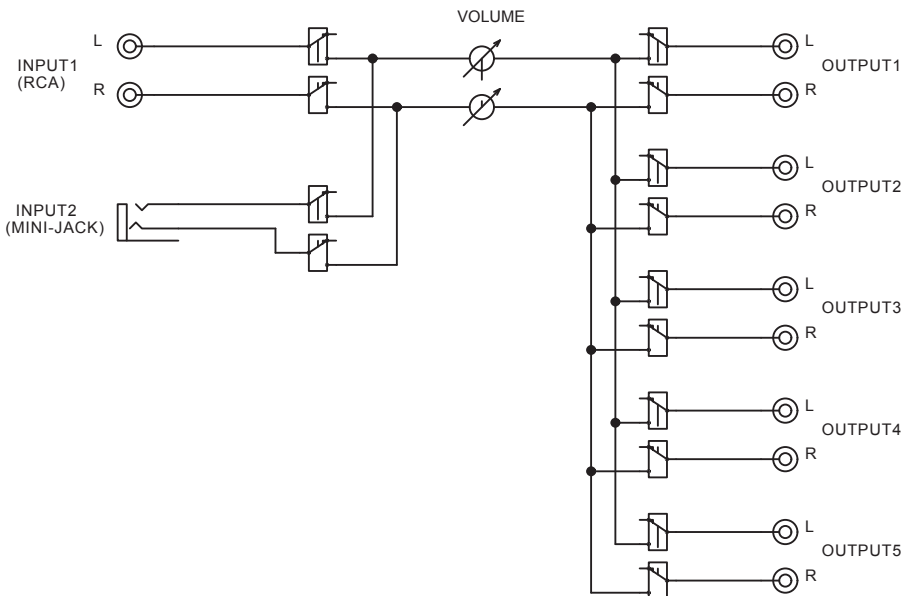 VOLUME
L
INPUT1
(RCA)
R
INPUT2
(MINI-JACK)
L
OUTPUT1
R
L
OUTPUT2
R
L
OUTPUT3
R
L
OUTPUT4
R
L
OUTPUT5
R